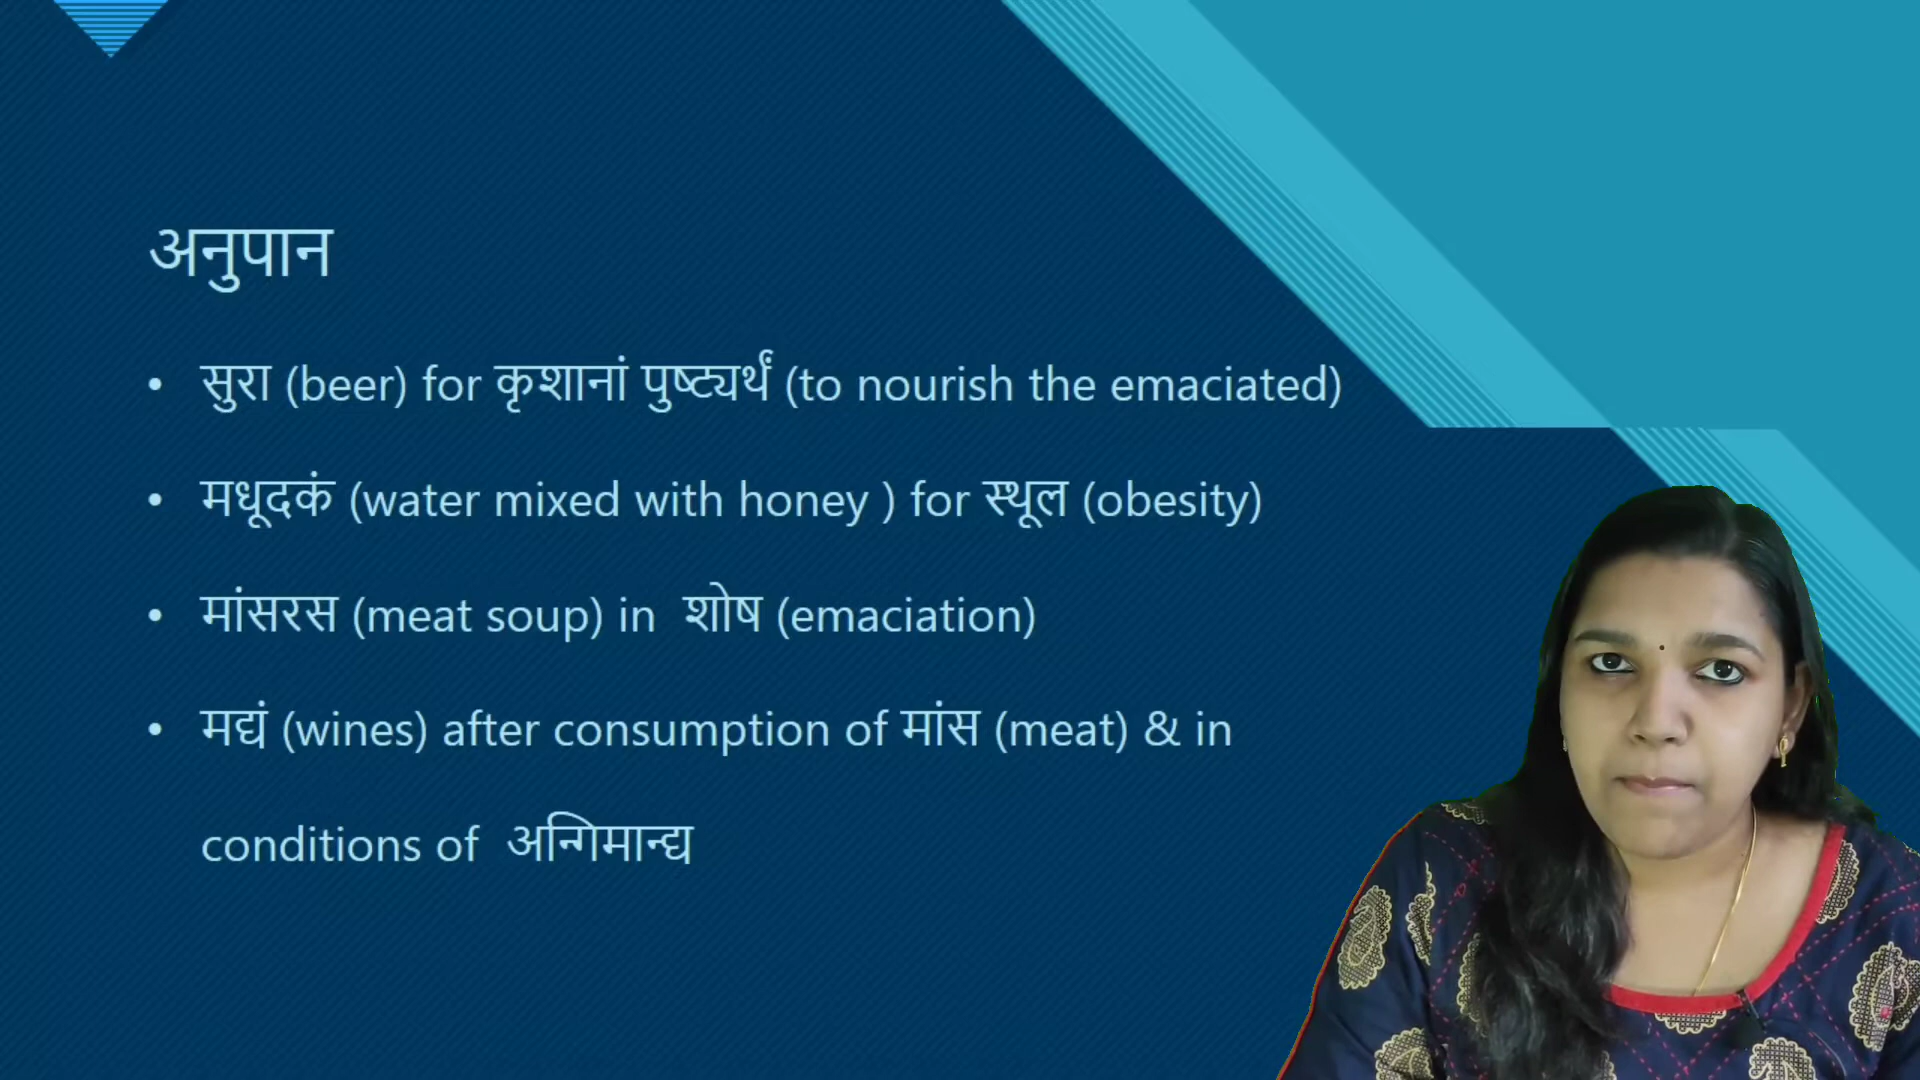 अनुपान
• सुरा (beer) for कृशानां पुष्ट्यर्थं (to nourish the emaciated)
• मधूदकं (water mixed with honey ) for स्थूल (obesity)
• मांसरस (meat soup) in शोष (emaciation)
• मद्यं (wines) after consumption of मांस (meat) & in
conditions of अग्निमान्द्य